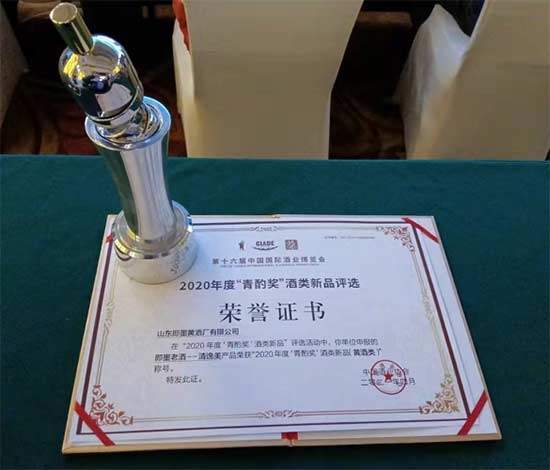 CIADE
第十六届中国国际酒业博览会
2020年度“青酌奖”酒类新品评选
荣誉证书
山东即墨黄酒厂有限公司
在“2020年度‘青酌奖’酒类新品”评选活动中，你单位申报的
即墨老酒——清逸美产品荣获“2020年度‘青酌奖’酒类新品(黄酒类)”
称号。
特发此证。